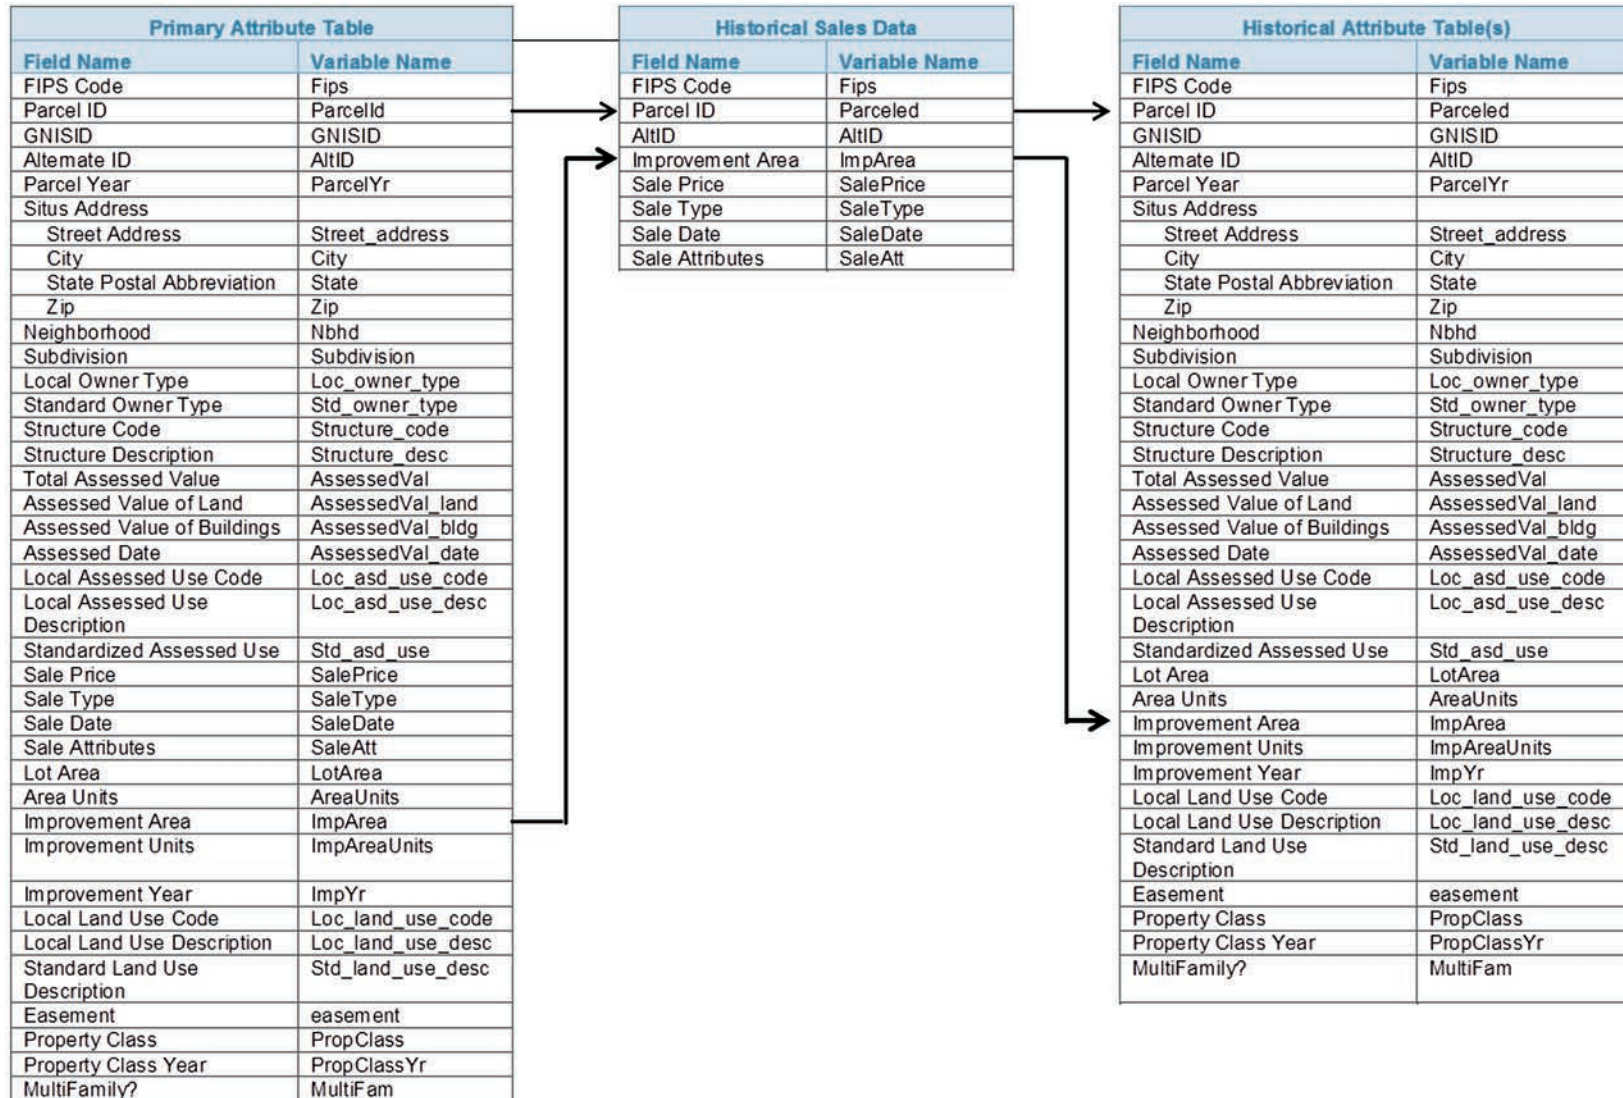 Primary Attribute Table
Field Name Variable Name
FIPS Code Fips
Parcel ID ParcelId
GNISID GNISID
Alternate ID AltID
Parcel Year ParcelYr
Situs Address
Street Address Street_address
City City
State Postal Abbreviation State
Zip Zip
Neighborhood Nbhd
Subdivision Subdivision
Local Owner Type Loc_owner_type
Standard Owner Type Std_owner_type
Structure Code Structure_code
Structure Description Structure_desc
Total Assessed Value AssessedVal
Assessed Value of Land AssessedVal_land
Assessed Value of Buildings AssessedVal_bldg
Assessed Date AssessedVal_date
Local Assessed Use Code Loc_asd_use_code
Local Assessed Use Loc_asd_use_desc
Description
Standardized Assessed Use Std_asd_use
Sale Price SalePrice
Sale Type SaleType
Sale Date SaleDate
Sale Attributes SaleAtt
Lot Area LotArea
Area Units AreaUnits
Improvement Area ImpArea
Improvement Units ImpAreaUnits
Improvement Year ImpYr
Local Land Use Code Loc_land_use_code
Local Land Use Description Loc_land_use_desc
Standard Land Use Std_land_use_desc
Description
Easement easement
Property Class PropClass
Property Class Year PropClassYr
MultiFamily? MultiFam
Historical Sales Data
Field Name Variable Name
FIPS Code Fips
Parcel ID Parceled
AltID AltID
Improvement Area ImpArea
Sale Price SalePrice
Sale Type SaleType
Sale Date SaleDate
Sale Attributes SaleAtt
Historical Attribute Table(s)
Field Name Variable Name
FIPS Code Fips
Parcel ID Parceled
GNISID GNISID
Alternate ID AltID
Parcel Year ParcelYr
Situs Address
Street Address Street_address
City City
State Postal Abbreviation State
Zip Zip
Neighborhood Nbhd
Subdivision Subdivision
Local Owner Type Loc_owner_type
Standard Owner Type Std_owner_type
Structure Code Structure_code
Structure Description Structure_desc
Total Assessed Value AssessedVal
Assessed Value of Land AssessedVal_land
Assessed Value of Buildings AssessedVal_bldg
Assessed Date AssessedVal_date
Local Assessed Use Code Loc_asd_use_code
Local Assessed Use Loc_asd_use_desc
Description
Standardized Assessed Use Std_asd_use
Lot Area LotArea
Area Units AreaUnits
Improvement Area ImpArea
Improvement Units ImpAreaUnits
Improvement Year ImpYr
Local Land Use Code Loc_land_use_code
Local Land Use Description Loc_land_use_desc
Standard Land Use Std_land_use_desc
Description
Easement easement
Property Class PropClass
Property Class Year PropClassYr
MultiFamily? MultiFam